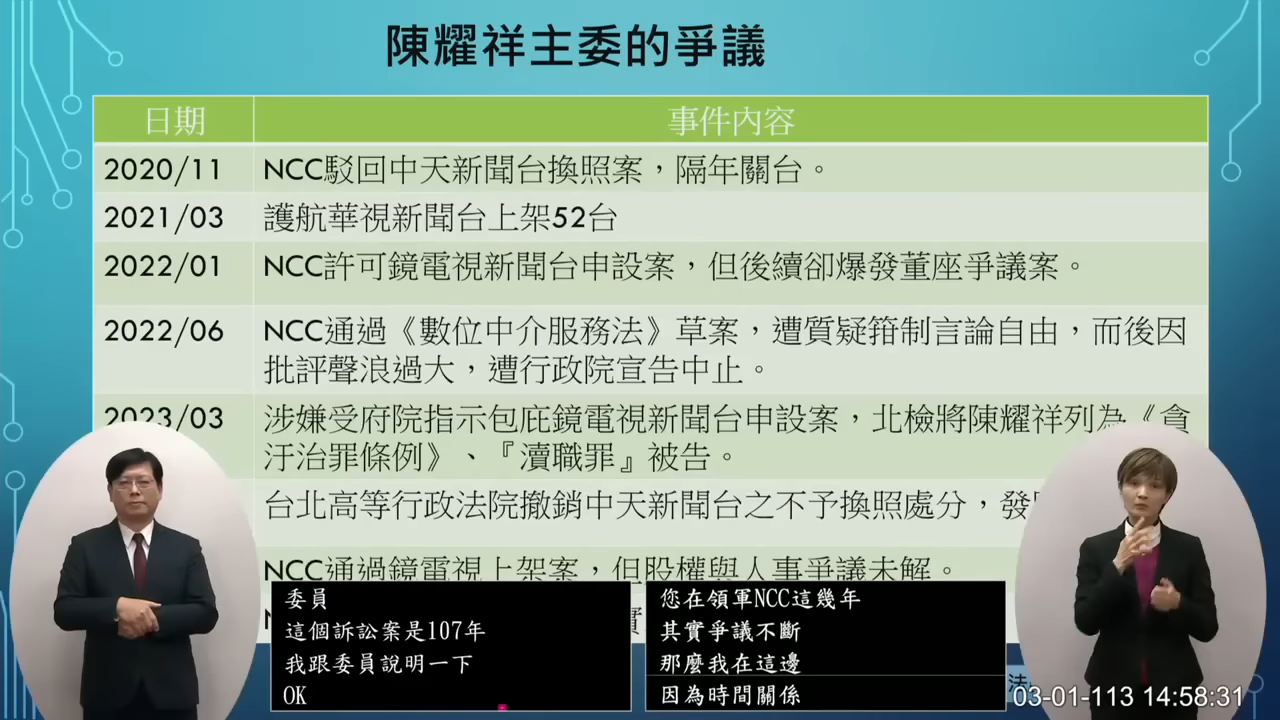 陳耀祥主委的爭議
日期 事件內容
2020/11 NCC駁回中天新聞台換照案，隔年關台。
2021/03 護航華視新聞台上架52台
2022/01 NCC許可鏡電視新聞台申設案，但後續卻爆發董座爭議案。
2022/06 NCC通過《數位中介服務法》草案，遭質疑箝制言論自由，而後因
批評聲浪過大，遭行政院宣告中止。
2023/03 涉嫌受府院指示包庇鏡電視新聞台申設案，北檢將陳耀祥列為《貪
汙治罪條例》、『瀆職罪』被告。
台北高等行政法院撤銷中天新聞台之不予換照處分，發
NCC通過鏡電視上架案，但股權與人事爭議未解。
委員
這個訴訟案是107年
我跟委員說明一下
OK
您在領軍NCC這幾年
其實爭議不斷
那麼我在這邊
因為時間關係
法
03-01-113 14:58:31